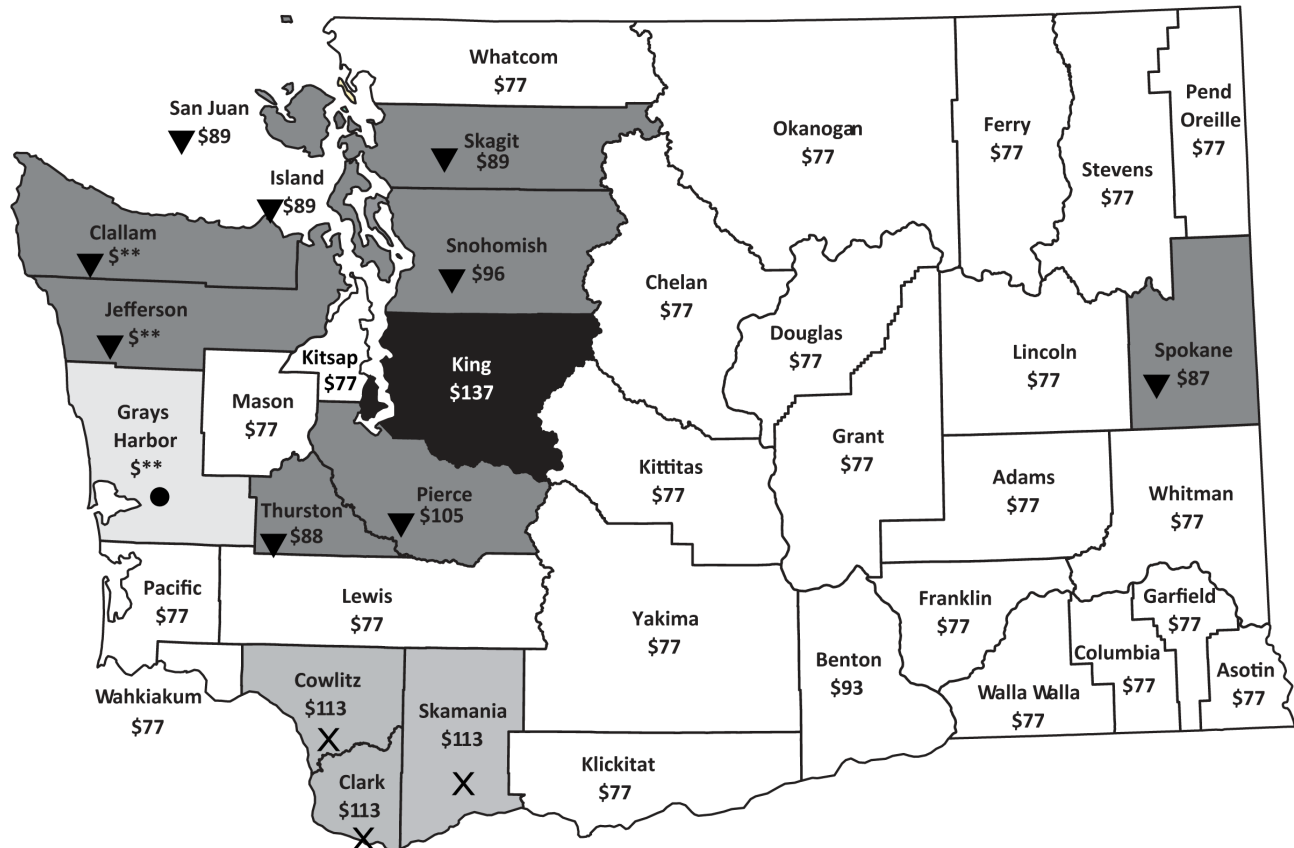 Whatcom
$77
San Juan
$89
Skagit
$89
Island
$89
Clallam
$**
Snohomish
$96
Jefferson
$**
Okanogan
$77
Ferry
$77
Stevens
$77
Pend
Oreille
$77
Chelan
$77
Douglas
$77
Kitsap
$77
King
$137
Lincoln
$77
Spokane
$87
Grays
Harbor
$**
Mason
$77
Grant
$77
Kittitas
$77
Adams
$77
Whitman
$77
Thurston
$88
Pierce
$105
Pacific
$77
Lewis
$77
Yakima
$77
Franklin
$77
Garfield
$77
Benton
$93
Columbia
$77
Walla Walla
$77
Asotin
$77
Wahkiakum
$77
Cowlitz
$113
X
Skamania
$113
X
Clark
$113
X
Klickitat
$77